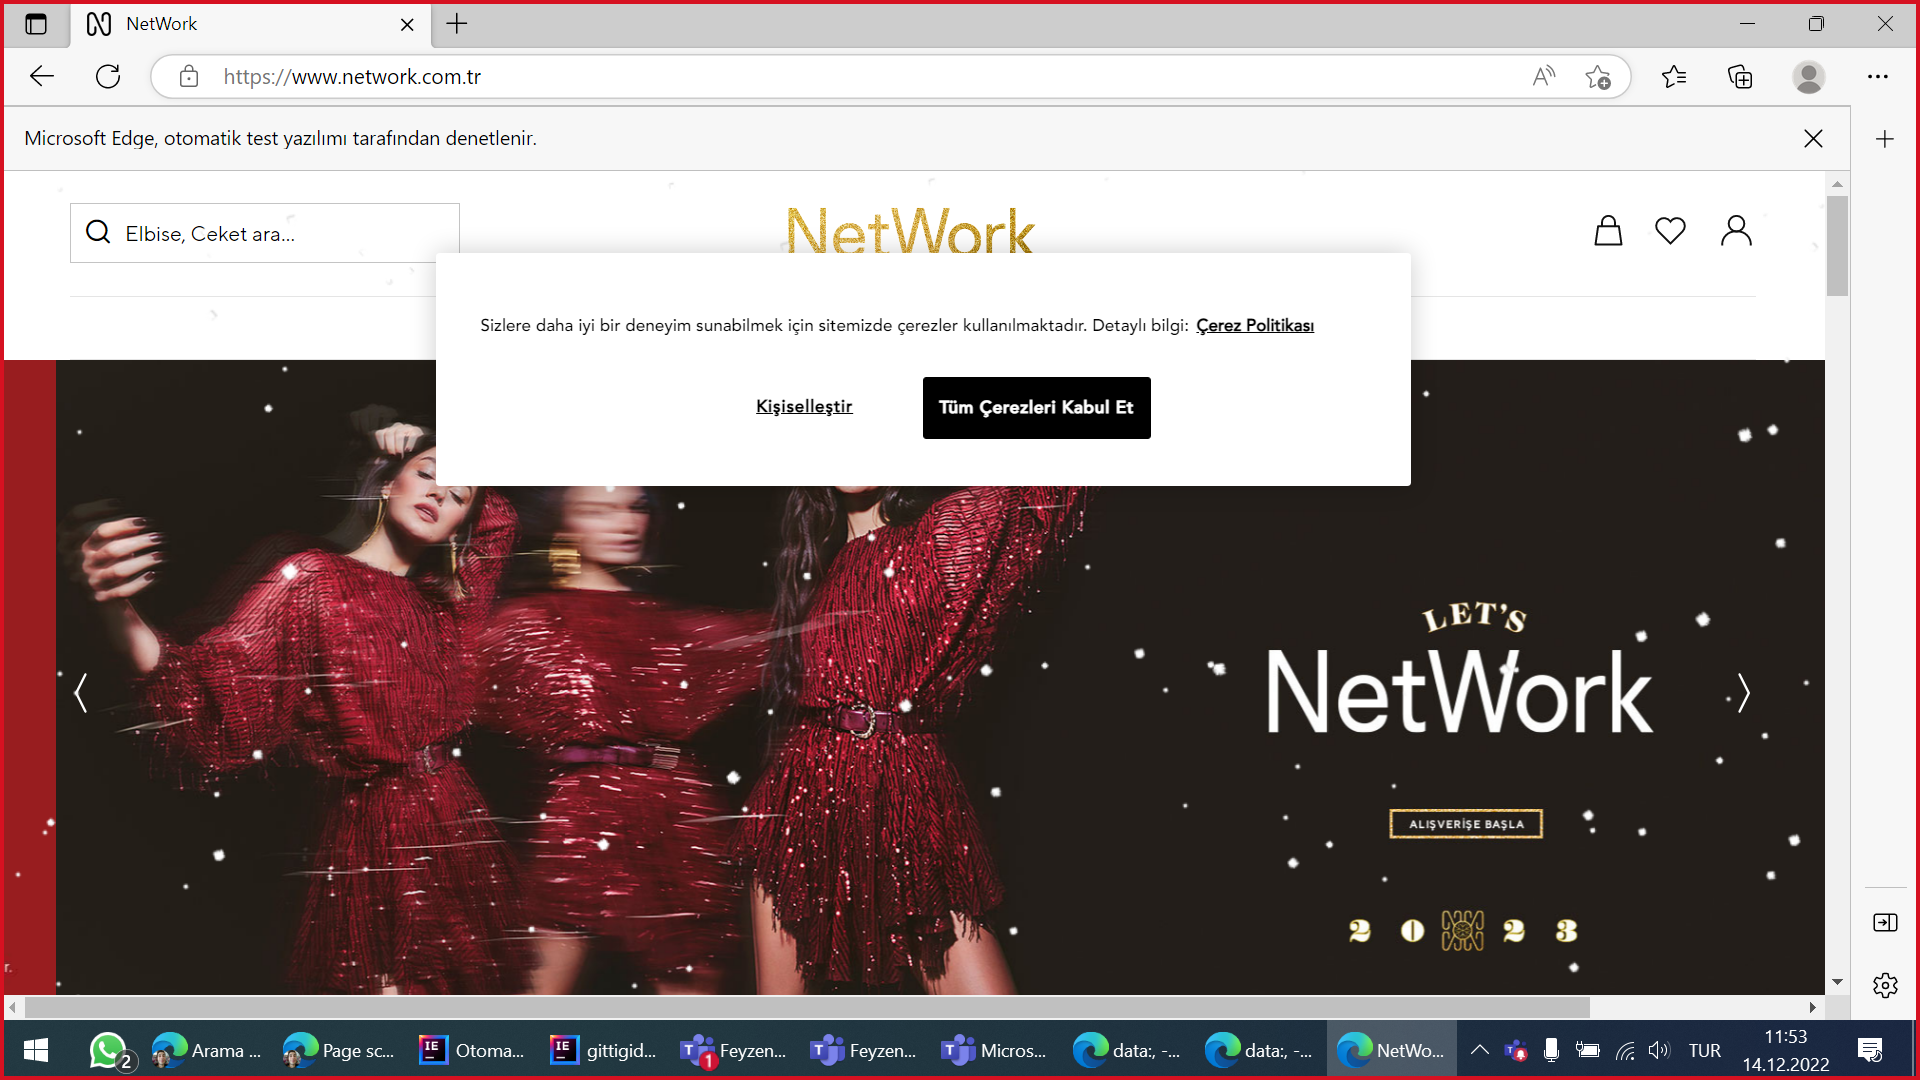 NetWork
https://www.network.com.tr
Microsoft Edge, otomatik test yazılımı tarafından denetlenir.
Elbise, Ceket ara...
NetWork
Sizlere daha iyi bir deneyim sunabilmek için sitemizde çerezler kullanılmaktadır. Detaylı bilgi: Çerez Politikası
Kişiselleştir
Tüm Çerezleri Kabul Et
LET'S
NetWork
ALIŞVERİŞE BAŞLA
2 0 2 3
r.
2
Arama ...
Page sc...
Otoma...
gittigid...
1
Feyzen...
Feyzen...
Micros...
data:, -...
data:, -...
NetWo...
TUR
11:53
14.12.2022